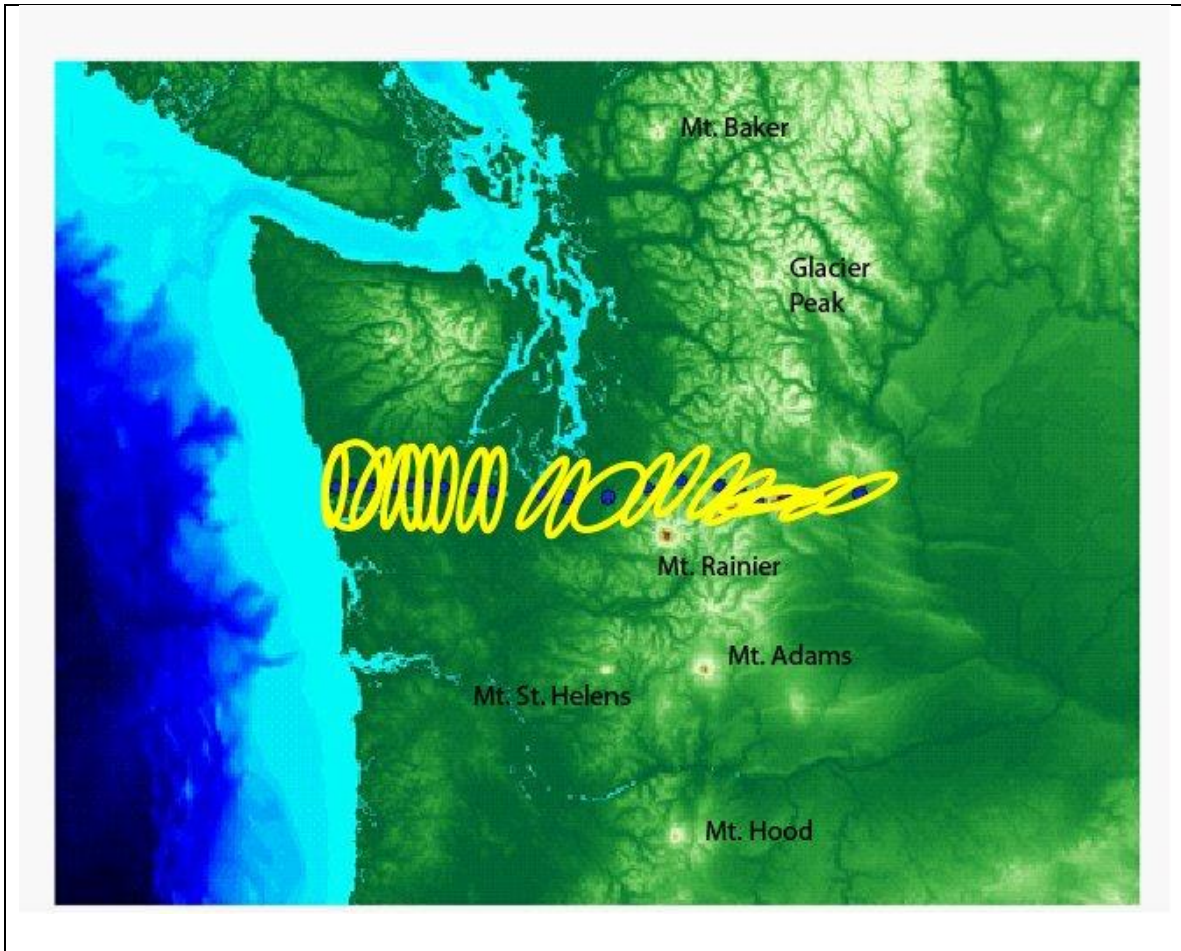 Mt. Baker
Glacier
Peak
Mt. Rainier
Mt. Adams
Mt. St. Helens
Mt. Hood